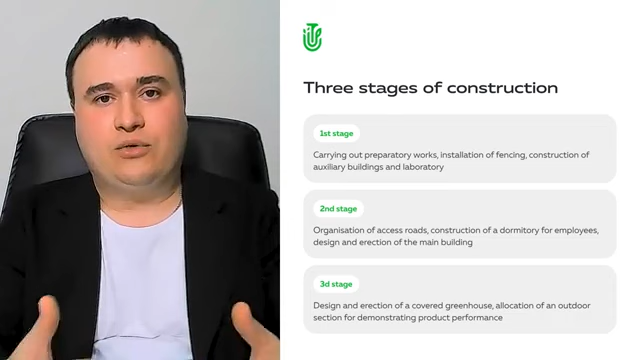 Three stages of construction
1st stage
Carrying out preparatory works, installation of fencing, construction of
auxiliary buildings and laboratory
2nd stage
Organisation of access roads, construction of a dormitory for employees,
design and erection of the main building
3d stage
Design and erection of a covered greenhouse, allocation of an outdoor
section for demonstrating product performance